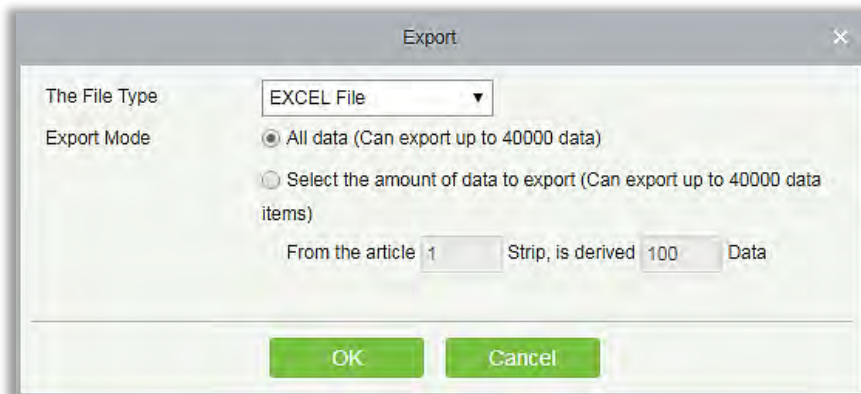 Export
The File Type EXCEL File
Export Mode All data (Can export up to 40000 data)
Select the amount of data to export (Can export up to 40000 data
items)
From the article 1 Strip, is derived 100 Data
OK Cancel